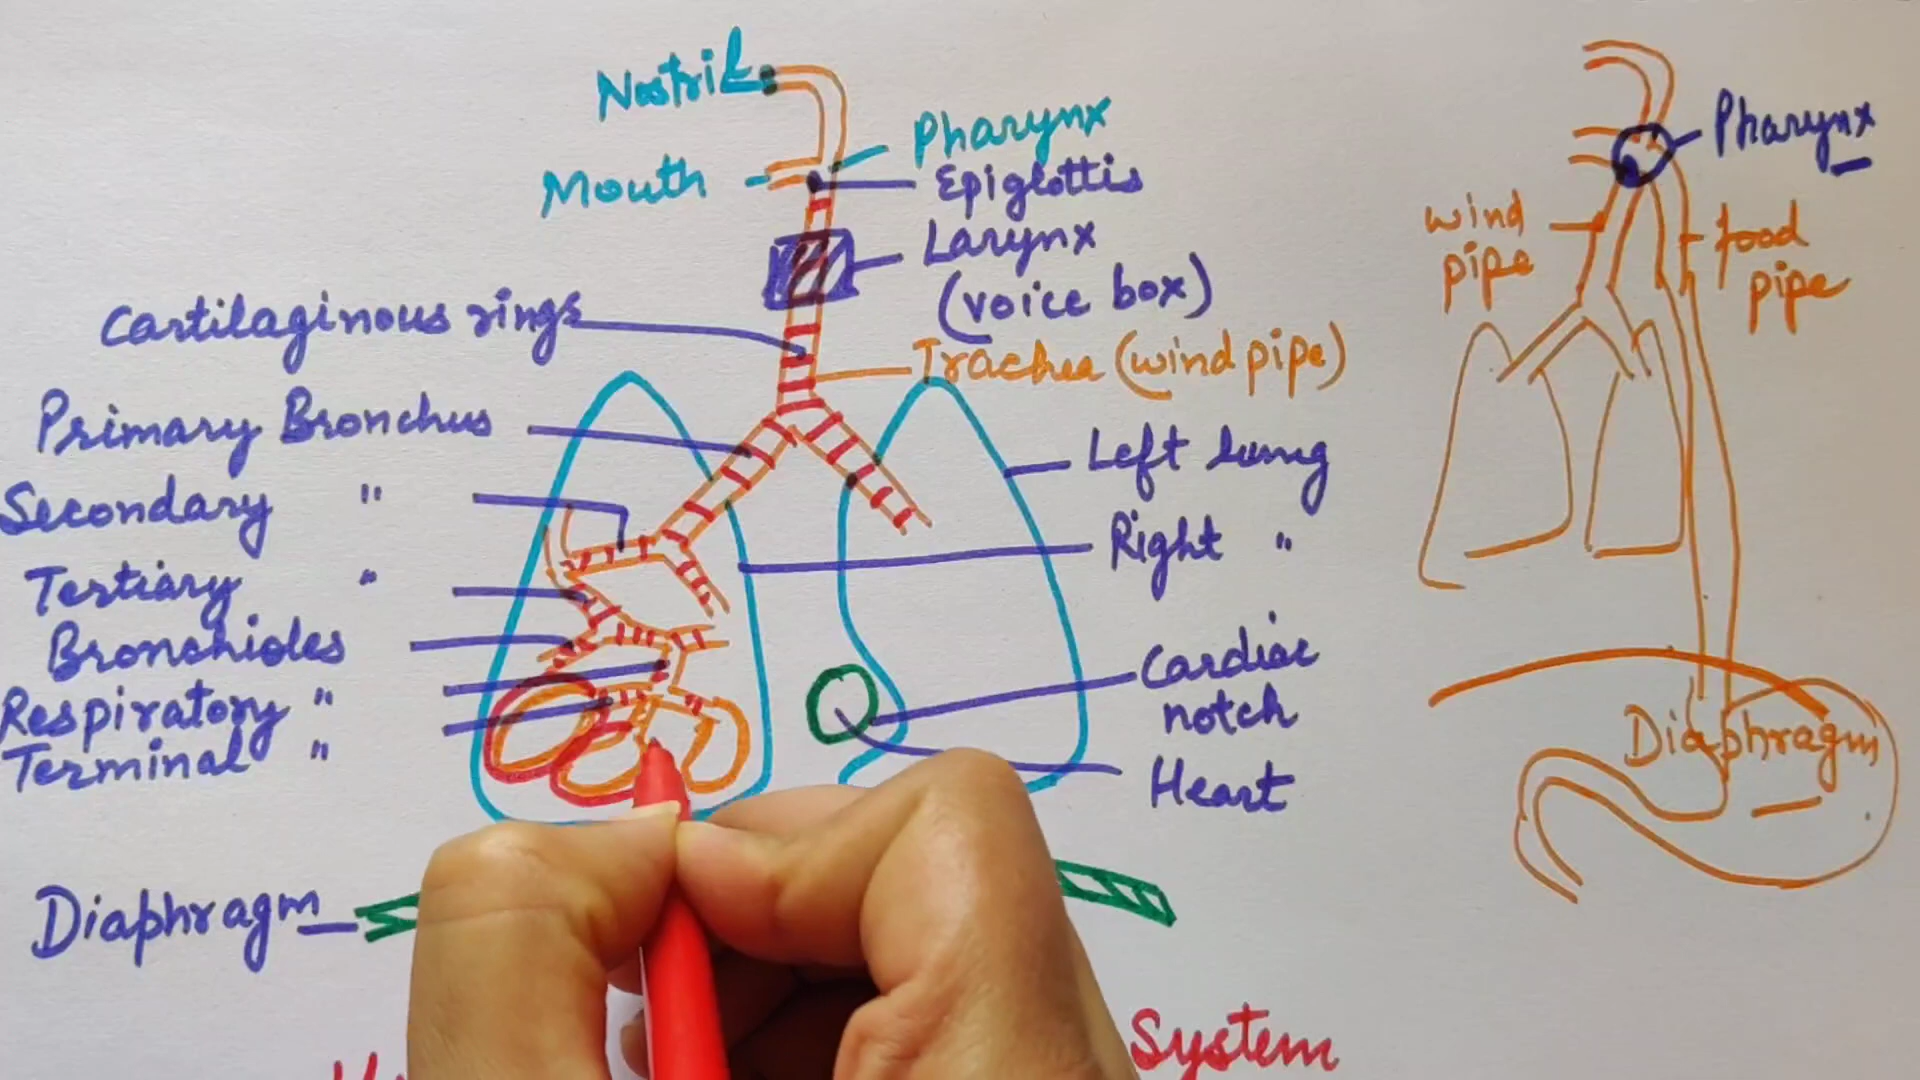 Nostril
Mouth
Pharynx
Epiglottis
Larynx
(voice box)
Trachea (wind pipe)
Cartilaginous rings
Primary Bronchus
Secondary "
Tertiary "
Bronchioles
Respiratory "
Terminal "
Diaphragm
Left lung
Right "
Cardiac
notch
Heart
System
Pharynx
wind
pipe
food
pipe
Diaphragm